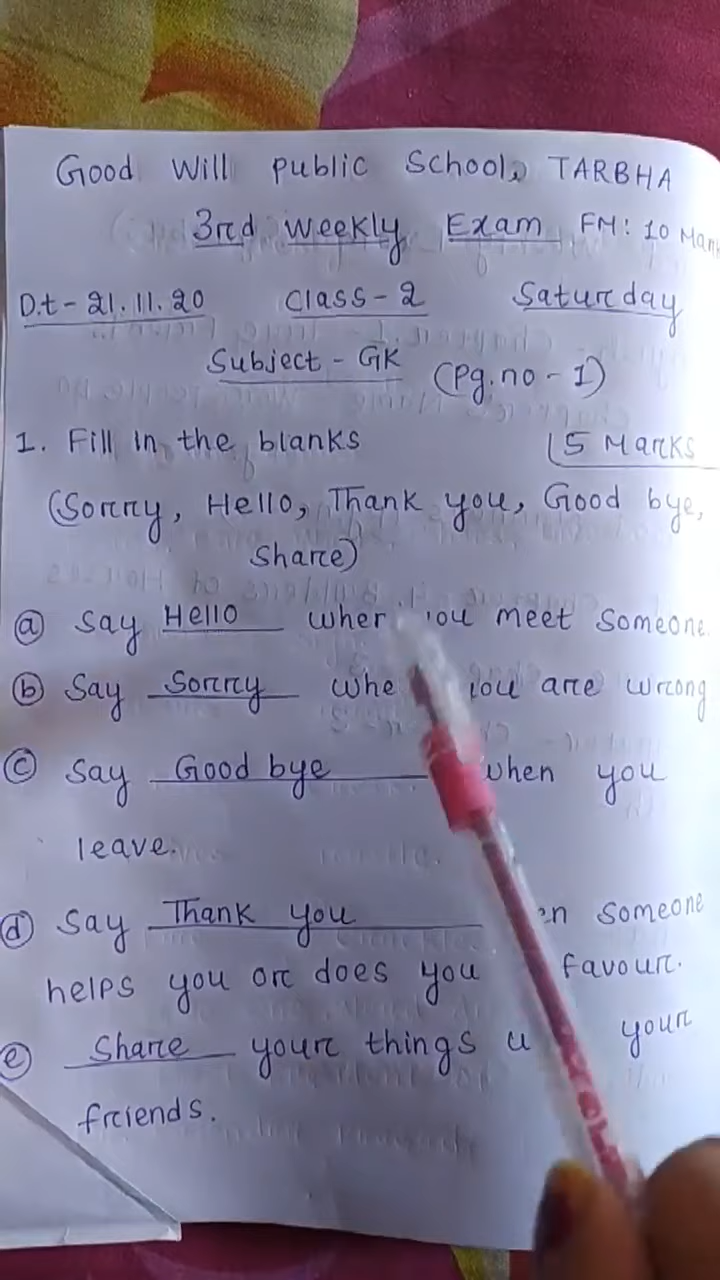 Good Will public School, TARBHA
3rd Weekly Exam FM: 10 Mark
D.t - 21.11.20 Class - 2 Saturday
Subject - GK (Pg. no - 1)
1. Fill in the blanks 5 Marks
(Sorry, Hello, Thank you, Good bye,
Share)
(a) Say Hello when you meet someone.
(b) Say Sorry when you are wrong
(c) Say Good bye when you
leave.
(d) Say Thank you someone
helps you or does you favour.
(e) Share your things your
friends.